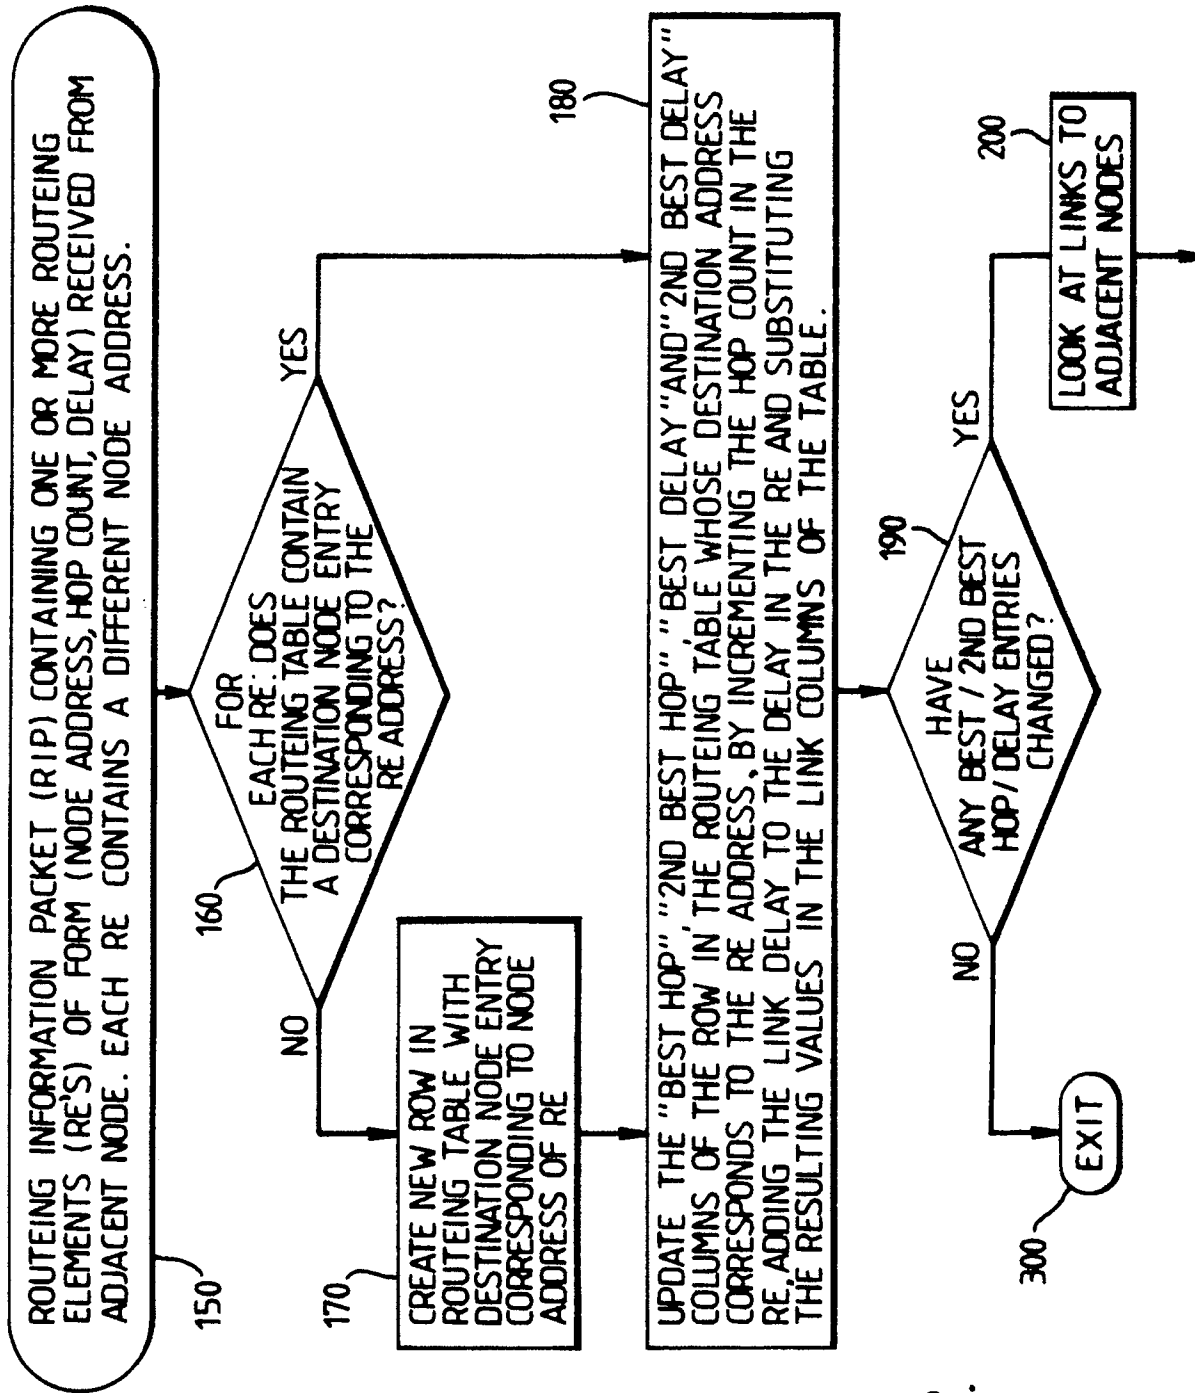 ROUTEING INFORMATION PACKET (RIP) CONTAINING ONE OR MORE ROUTEING
ELEMENTS (RE'S) OF FORM (NODE ADDRESS, HOP COUNT, DELAY) RECEIVED FROM
ADJACENT NODE. EACH RE CONTAINS A DIFFERENT NODE ADDRESS.
150
160
FOR
EACH RE: DOES
THE ROUTEING TABLE CONTAIN
A DESTINATION NODE ENTRY
CORRESPONDING TO THE
RE ADDRESS?
NO
YES
170
CREATE NEW ROW IN
ROUTEING TABLE WITH
DESTINATION NODE ENTRY
CORRESPONDING TO NODE
ADDRESS OF RE
180
UPDATE THE "BEST HOP", "2ND BEST HOP", "BEST DELAY" AND "2ND BEST DELAY"
COLUMNS OF THE ROW IN THE ROUTEING TABLE WHOSE DESTINATION ADDRESS
CORRESPONDS TO THE RE ADDRESS, BY INCREMENTING THE HOP COUNT IN THE
RE, ADDING THE LINK DELAY TO THE DELAY IN THE RE AND SUBSTITUTING
THE RESULTING VALUES IN THE LINK COLUMNS OF THE TABLE.
190
HAVE
ANY BEST / 2ND BEST
HOP/ DELAY ENTRIES
CHANGED?
NO
YES
300
EXIT
200
LOOK AT LINKS TO
ADJACENT NODES